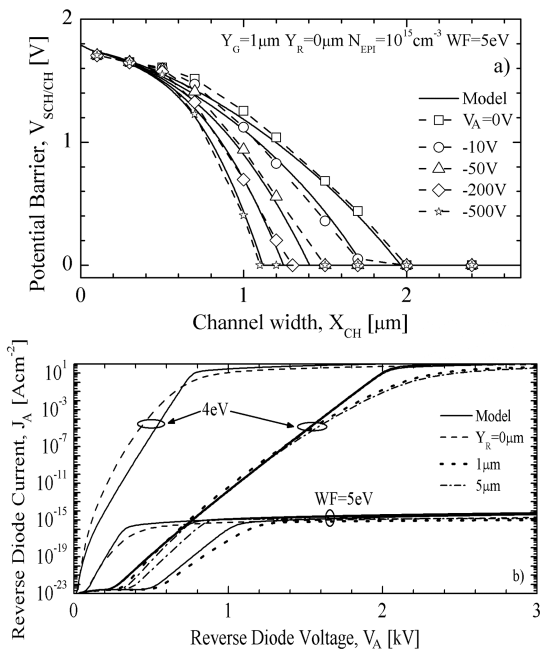 Y_G=1μm Y_R=0μm N_EPI=10^15cm^-3 WF=5eV
a)
Model
V_A=0V
-10V
-50V
-200V
-500V
Potential Barrier, V_SCH/CH [V]
2
1
0
0 1 2
Channel width, X_CH [μm]
Reverse Diode Current, J_A [Acm^-2]
10^1
10^-3
10^-7
10^-11
10^-15
10^-19
10^-23
4eV
Model
Y_R=0μm
1μm
5μm
WF=5eV
b)
0 1 2 3
Reverse Diode Voltage, V_A [kV]